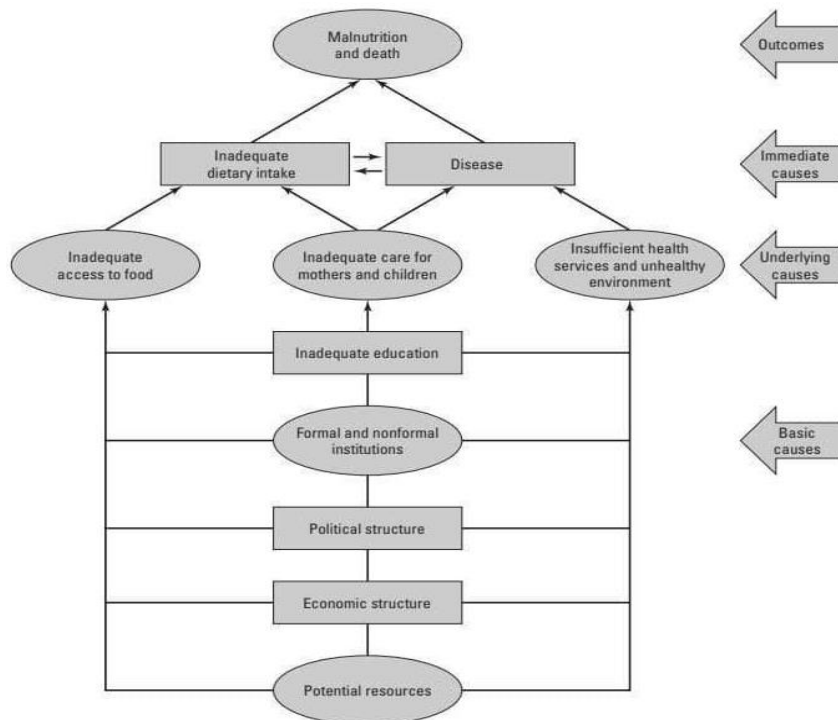 Malnutrition
and death
Outcomes
Inadequate
dietary intake
Disease
Immediate
causes
Inadequate
access to food
Inadequate care for
mothers and children
Insufficient health
services and unhealthy
environment
Underlying
causes
Inadequate education
Formal and nonformal
institutions
Basic
causes
Political structure
Economic structure
Potential resources